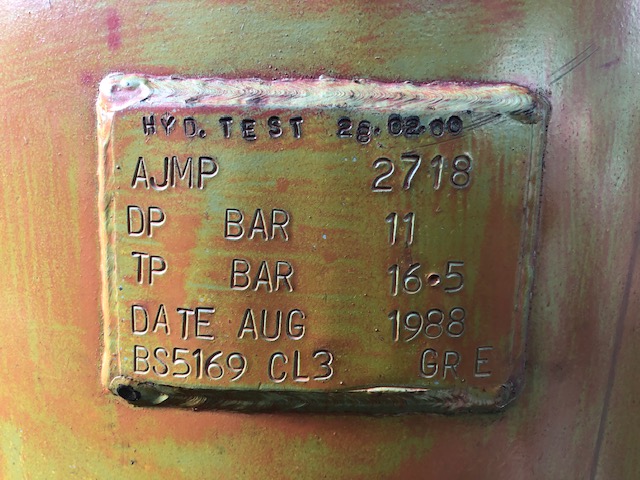 HYD. TEST 28.02.00
AJMP 2718
DP BAR 11
TP BAR 16.5
DATE AUG 1988
BS5169 CL3 GR E